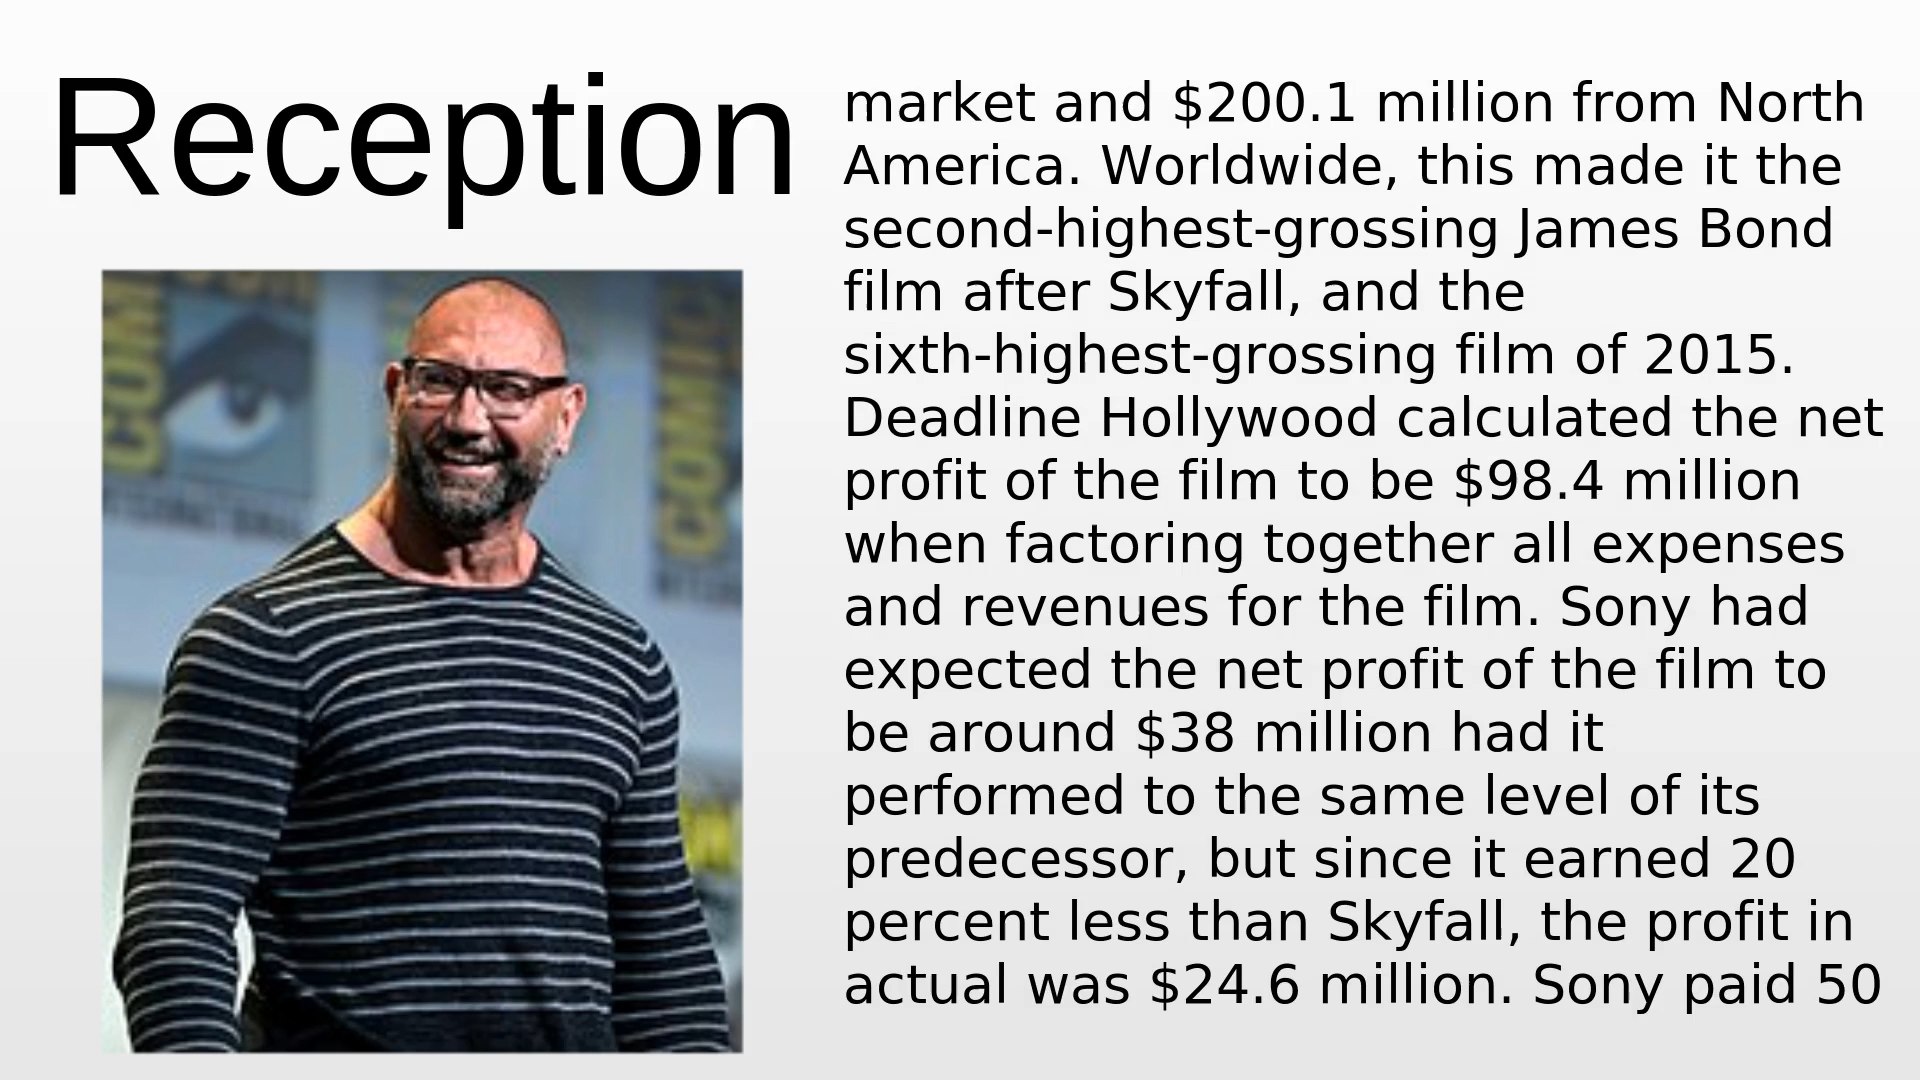 Reception
market and $200.1 million from North
America. Worldwide, this made it the
second-highest-grossing James Bond
film after Skyfall, and the
sixth-highest-grossing film of 2015.
Deadline Hollywood calculated the net
profit of the film to be $98.4 million
when factoring together all expenses
and revenues for the film. Sony had
expected the net profit of the film to
be around $38 million had it
performed to the same level of its
predecessor, but since it earned 20
percent less than Skyfall, the profit in
actual was $24.6 million. Sony paid 50